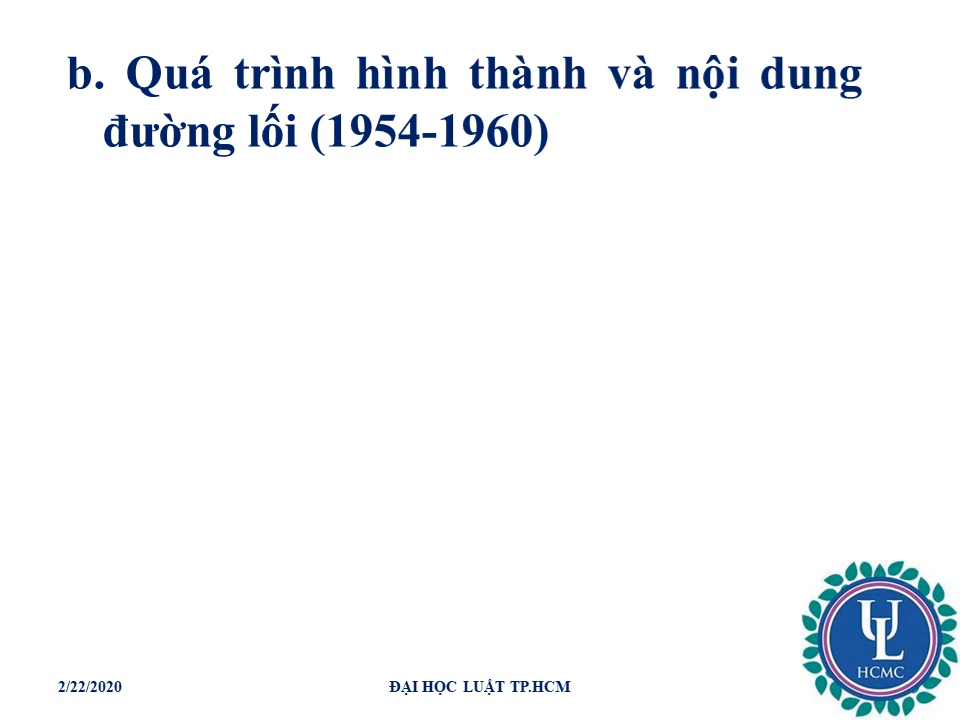 b. Quá trình hình thành và nội dung
đường lối (1954-1960)
UL
HCMC
2/22/2020
ĐẠI HỌC LUẬT TP.HCM